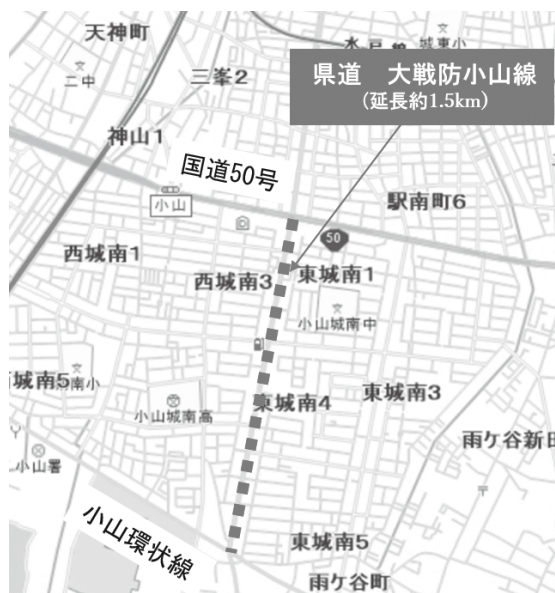 天神町
城東小
二中
三峯2
県道　大戦防小山線
(延長約1.5km)
神山1
国道50号
小山
駅南町6
50
西城南1
西城南3
東城南1
小山城南中
城南5
東城南4
東城南3
小山城南高
雨ケ谷新田
小山署
小山環状線
東城南5
雨ケ谷町